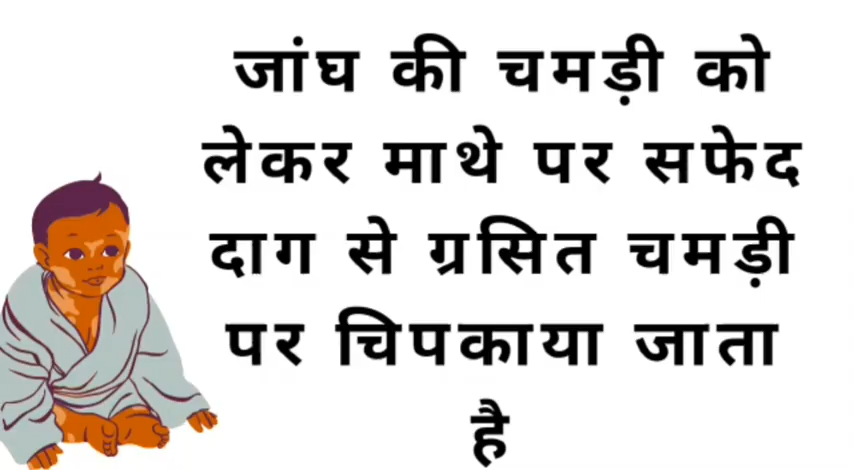 जांघ की चमड़ी को
लेकर माथे पर सफेद
दाग से ग्रसित चमड़ी
पर चिपकाया जाता
है